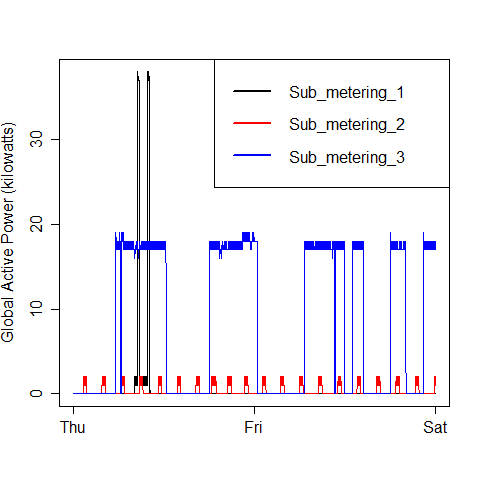 Sub_metering_1
Sub_metering_2
Sub_metering_3
Global Active Power (kilowatts)
30
20
10
0
Thu Fri Sat